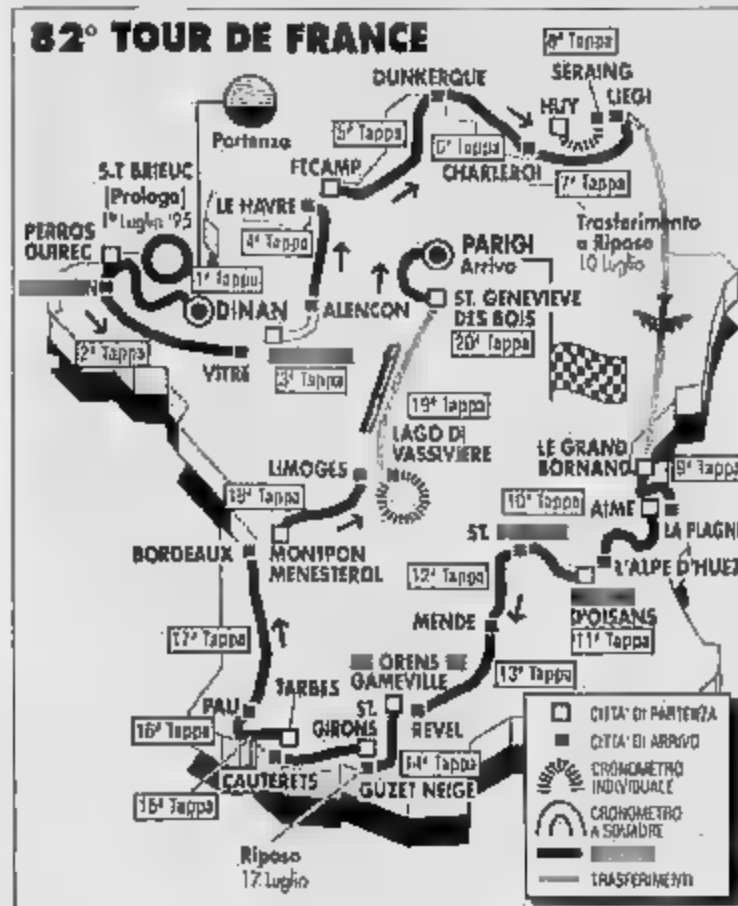 82° TOUR DE FRANCE
8ª Tappa
SERAING
DUNKERQUE
HUY
LIEGI
Partenza
5ª Tappa
6ª Tappa
CHARLEROI
7ª Tappa
FECAMP
S.T BRIEUC
(Prologo)
1° Luglio '95
LE HAVRE
4ª Tappa
Trasferimento
e Riposo
10 luglio
PERROS
QUIREC
PARIGI
Arrivo
1ª Tappa
DINAN
ALENCON
ST. GENEVIEVE
DES BOIS
20ª Tappa
2ª Tappa
VITRE
3ª Tappa
19ª Tappa
LAGO DI
VASSIVIERE
LE GRAND
BORNAND
9ª Tappa
LIMOGES
18ª Tappa
10ª Tappa
AIME
LA PLAGNE
ST.
BORDEAUX
MONTPON
MENESTEROL
L'ALPE D'HUEZ
12ª Tappa
D'OISANS
11ª Tappa
MENDE
17ª Tappa
ORENS
GAMEVILLE
13ª Tappa
TARBES
PAU
ST.
GIRONS
REVEL
16ª Tappa
14ª Tappa
CAUTERETS
GUZET NEIGE
15ª Tappa
Riposo
17 luglio
CITTA' DI PARTENZA
CITTA' DI ARRIVO
CRONOMETRO
INDIVIDUALE
CRONOMETRO
A SQUADRE
TRASFERIMENTI